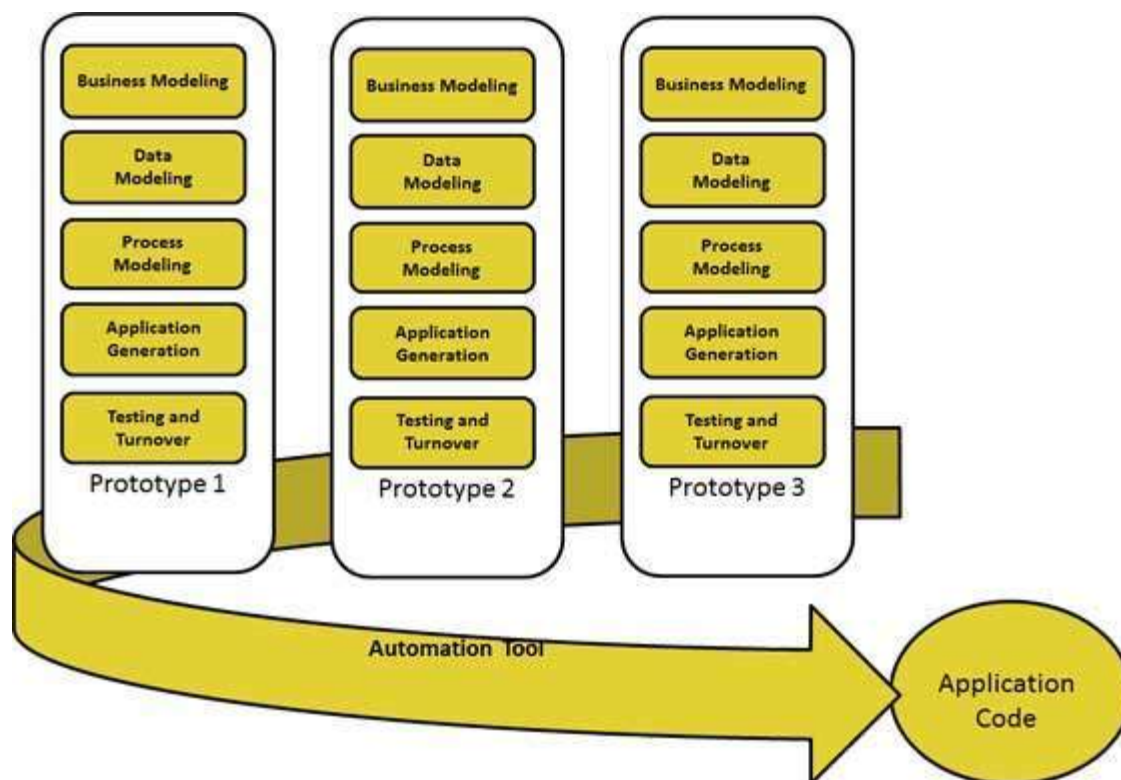 Business Modeling
Data
Modeling
Process
Modeling
Application
Generation
Testing and
Turnover
Prototype 1
Business Modeling
Data
Modeling
Process
Modeling
Application
Generation
Testing and
Turnover
Prototype 2
Business Modeling
Data
Modeling
Process
Modeling
Application
Generation
Testing and
Turnover
Prototype 3
Automation Tool
Application
Code